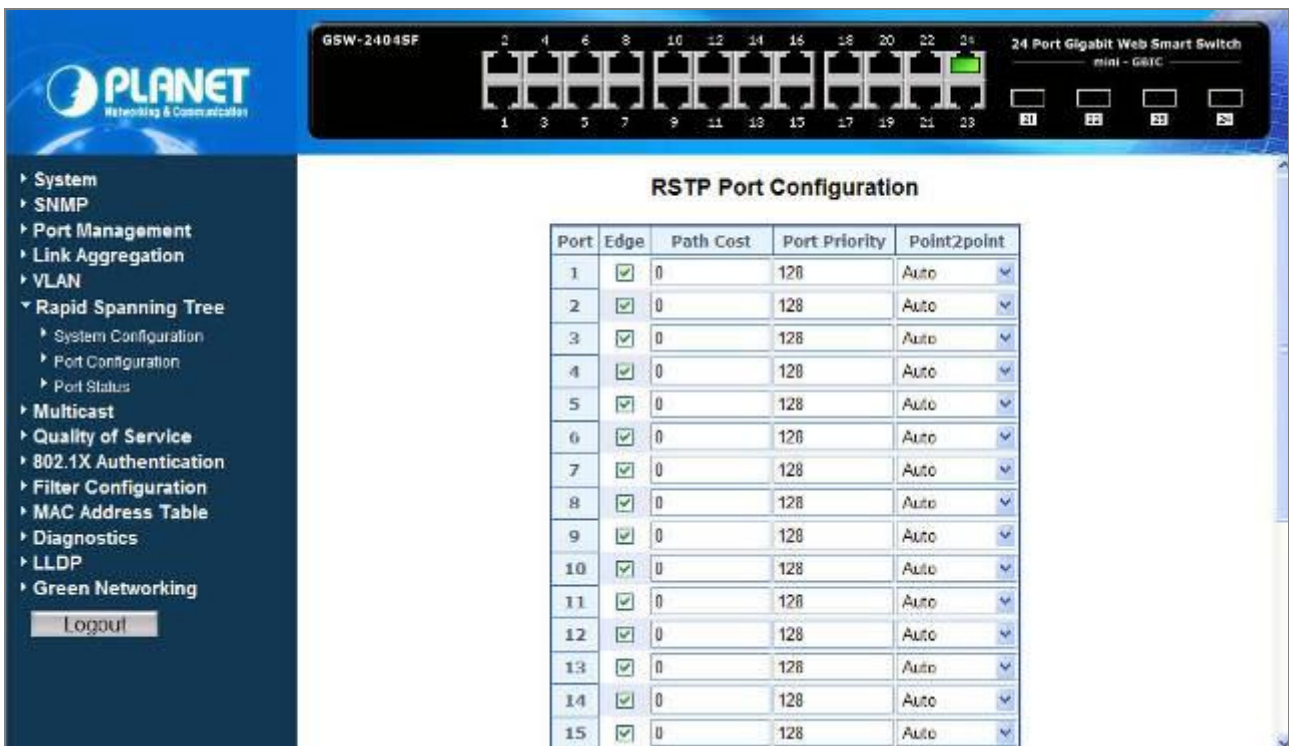 GSW-2404SF
2 4 6 8 10 12 14 16 18 20 22 24
24 Port Gigabit Web Smart Switch
mini - GBIC
PLANET
Networking & Communication
1 3 5 7 9 11 13 15 17 19 21 23
21 22 23 24
System
SNMP
Port Management
Link Aggregation
VLAN
Rapid Spanning Tree
System Configuration
Port Configuration
Port Status
Multicast
Quality of Service
802.1X Authentication
Filter Configuration
MAC Address Table
Diagnostics
LLDP
Green Networking
Logout
RSTP Port Configuration
Port Edge Path Cost Port Priority Point2point
1 0 128 Auto
2 0 128 Auto
3 0 128 Auto
4 0 128 Auto
5 0 128 Auto
6 0 128 Auto
7 0 128 Auto
8 0 128 Auto
9 0 128 Auto
10 0 128 Auto
11 0 128 Auto
12 0 128 Auto
13 0 128 Auto
14 0 128 Auto
15 0 128 Auto